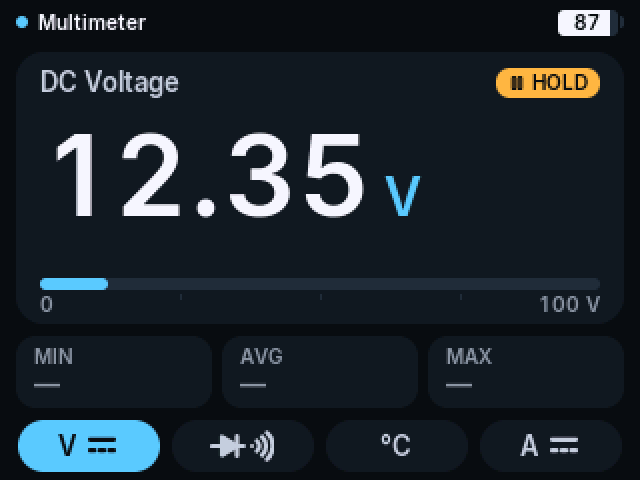 Multimeter 87
DC Voltage HOLD
12.35 V
0 100 V
MIN AVG MAX
— — —
V °C A